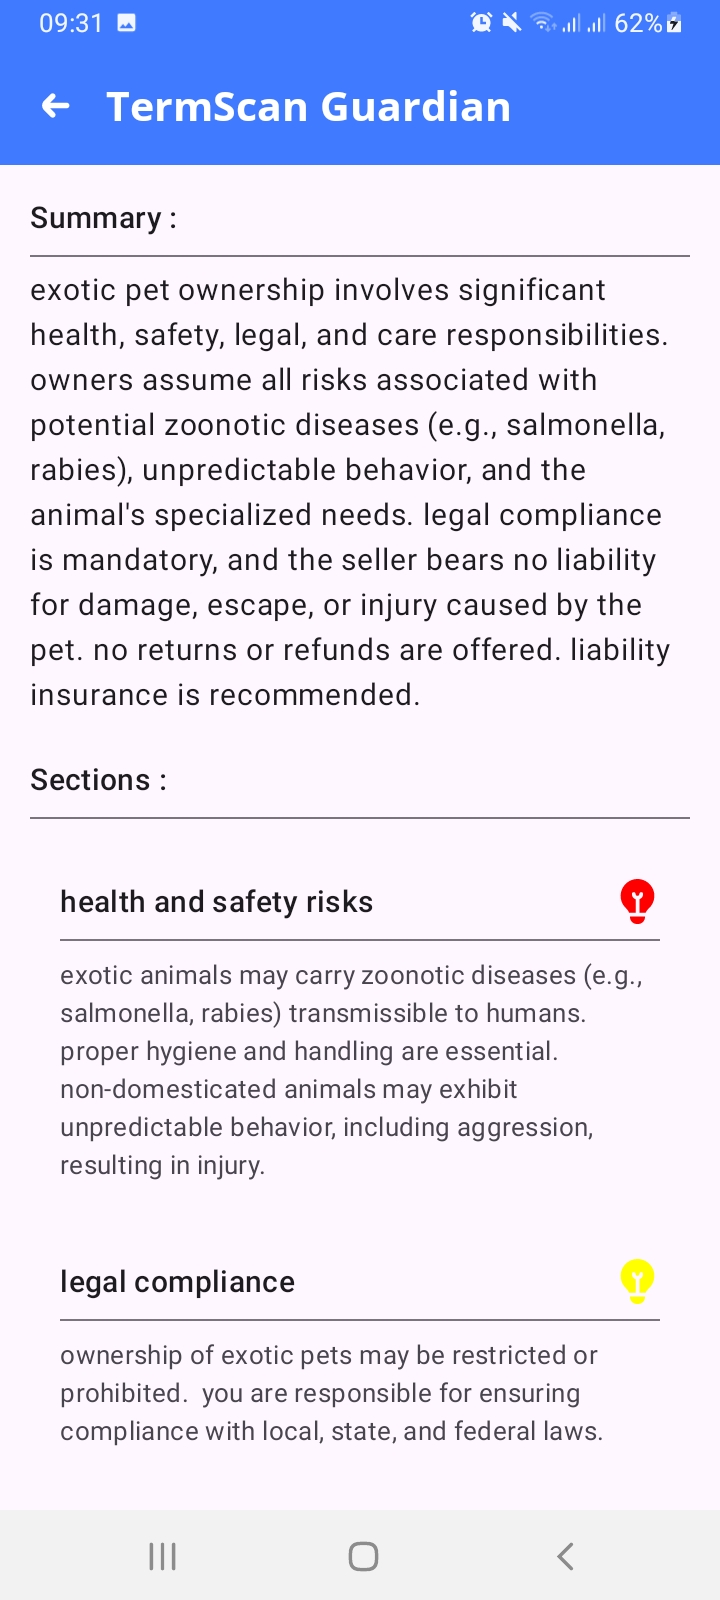 09:31
62%
TermScan Guardian
Summary :
exotic pet ownership involves significant
health, safety, legal, and care responsibilities.
owners assume all risks associated with
potential zoonotic diseases (e.g., salmonella,
rabies), unpredictable behavior, and the
animal's specialized needs. legal compliance
is mandatory, and the seller bears no liability
for damage, escape, or injury caused by the
pet. no returns or refunds are offered. liability
insurance is recommended.
Sections :
health and safety risks
exotic animals may carry zoonotic diseases (e.g.,
salmonella, rabies) transmissible to humans.
proper hygiene and handling are essential.
non-domesticated animals may exhibit
unpredictable behavior, including aggression,
resulting in injury.
legal compliance
ownership of exotic pets may be restricted or
prohibited.  you are responsible for ensuring
compliance with local, state, and federal laws.